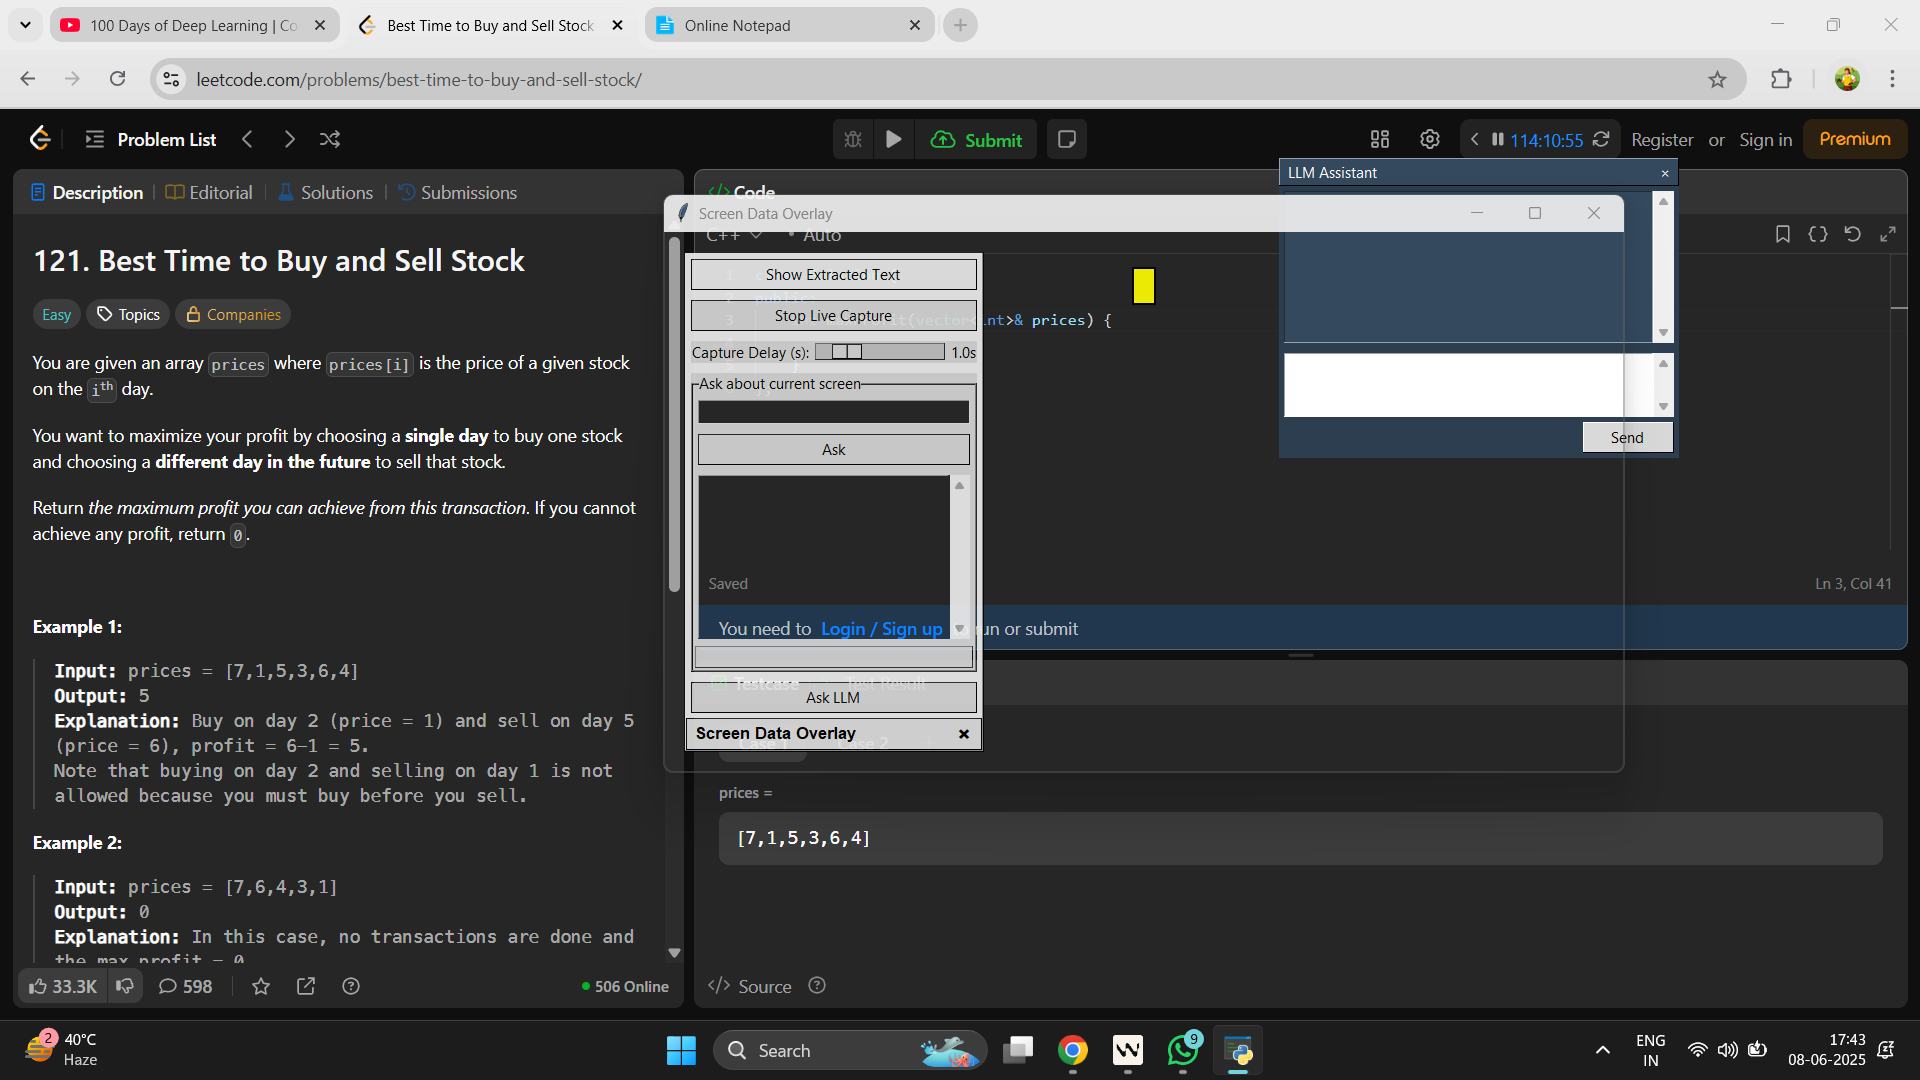 100 Days of Deep Learning | Co
Best Time to Buy and Sell Stock
Online Notepad
leetcode.com/problems/best-time-to-buy-and-sell-stock/
Problem List
Submit
114:10:55
Register or Sign in
Premium
Description
Editorial
Solutions
Submissions
121. Best Time to Buy and Sell Stock
Easy
Topics
Companies
You are given an array prices where prices[i] is the price of a given stock
on the ith day.
You want to maximize your profit by choosing a single day to buy one stock
and choosing a different day in the future to sell that stock.
Return the maximum profit you can achieve from this transaction. If you cannot
achieve any profit, return 0.
Example 1:
Input: prices = [7,1,5,3,6,4]
Output: 5
Explanation: Buy on day 2 (price = 1) and sell on day 5
(price = 6), profit = 6-1 = 5.
Note that buying on day 2 and selling on day 1 is not
allowed because you must buy before you sell.
Example 2:
Input: prices = [7,6,4,3,1]
Output: 0
Explanation: In this case, no transactions are done and
the max profit = 0.
33.3K
598
506 Online
</> Code
Screen Data Overlay
C++
Auto
Show Extracted Text
Stop Live Capture
int>& prices) {
Capture Delay (s):
1.0s
Ask about current screen
Ask
Saved
Ln 3, Col 41
You need to Login / Sign up to run or submit
Testcase
Test Result
Ask LLM
Screen Data Overlay
Case 1
Case 2
prices =
[7,1,5,3,6,4]
</> Source
LLM Assistant
Send
2
40°C
Haze
Search
9
ENG
IN
17:43
08-06-2025